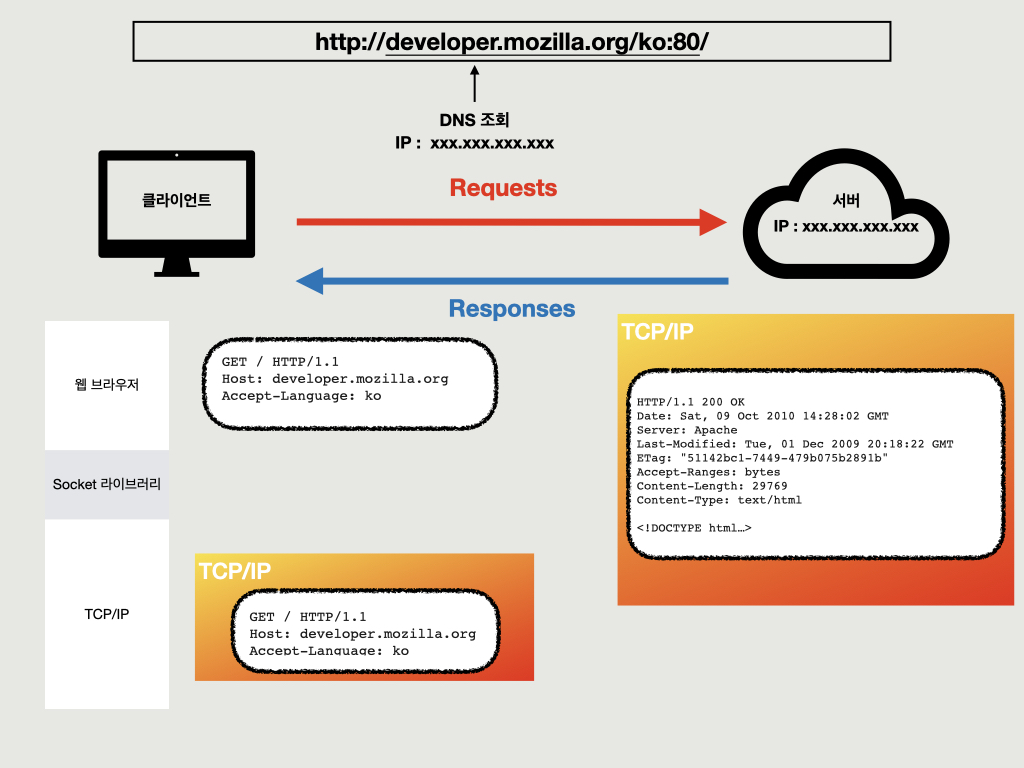 http://developer.mozilla.org/ko:80/
DNS 조회
IP : xxx.xxx.xxx.xxx
클라이언트
Requests
서버
IP : xxx.xxx.xxx.xxx
Responses
웹 브라우저
GET / HTTP/1.1
Host: developer.mozilla.org
Accept-Language: ko
Socket 라이브러리
TCP/IP
TCP/IP
GET / HTTP/1.1
Host: developer.mozilla.org
Accept-Language: ko
TCP/IP
HTTP/1.1 200 OK
Date: Sat, 09 Oct 2010 14:28:02 GMT
Server: Apache
Last-Modified: Tue, 01 Dec 2009 20:18:22 GMT
ETag: "51142bc1-7449-479b075b2891b"
Accept-Ranges: bytes
Content-Length: 29769
Content-Type: text/html
<!DOCTYPE html…>